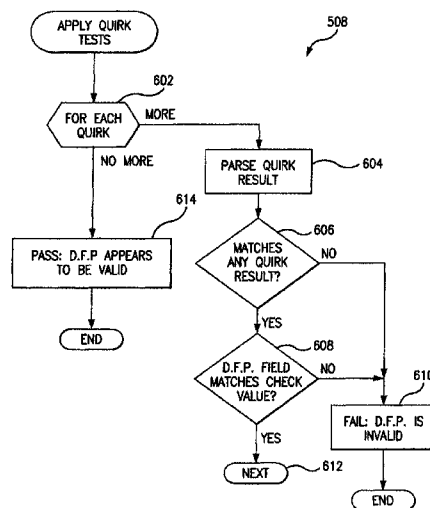 APPLY QUIRK
TESTS
508
602
FOR EACH
QUIRK
MORE
NO MORE
PARSE QUIRK
RESULT
604
614
PASS: D.F.P APPEARS
TO BE VALID
END
606
MATCHES
ANY QUIRK
RESULT?
NO
YES
608
D.F.P. FIELD
MATCHES CHECK
VALUE?
NO
YES
610
FAIL: D.F.P. IS
INVALID
NEXT
612
END